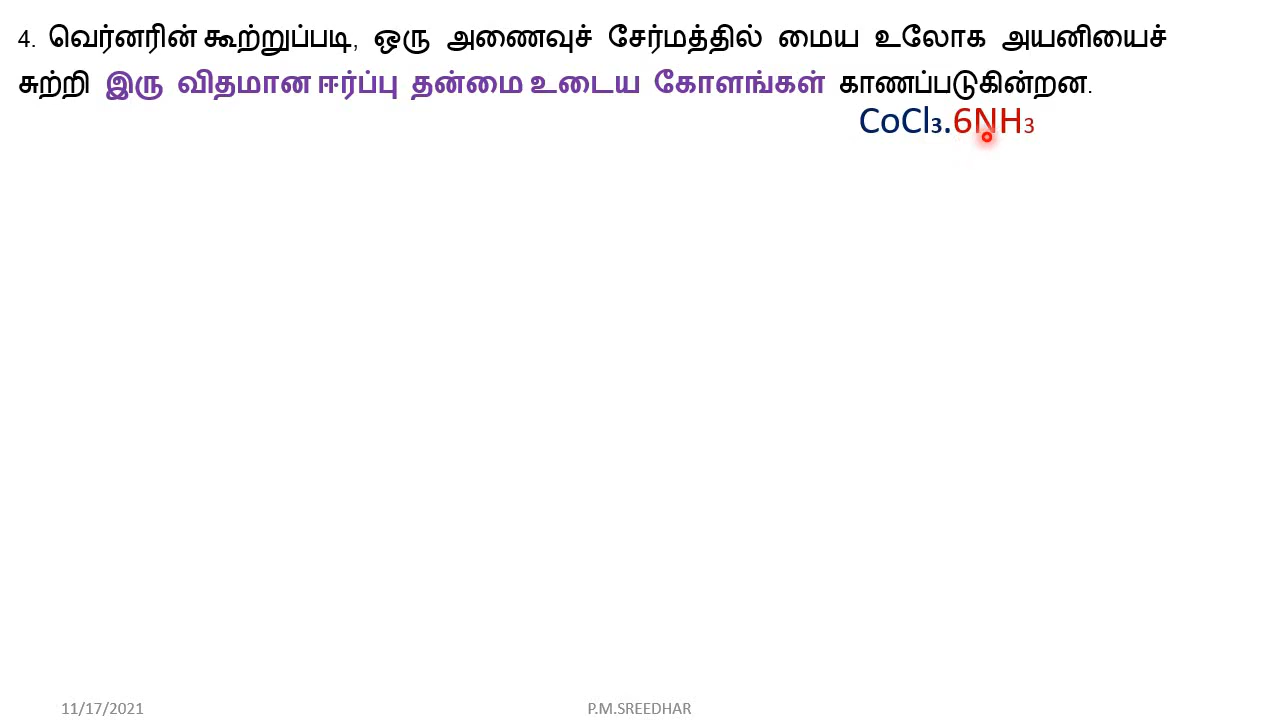 4. வெர்னரின் கூற்றுப்படி, ஒரு அணைவுச் சேர்மத்தில் மைய உலோக அயனியைச்
சுற்றி இரு விதமான ஈர்ப்பு தன்மை உடைய கோளங்கள் காணப்படுகின்றன.
CoCl₃.6NH₃
11/17/2021 P.M.SREEDHAR